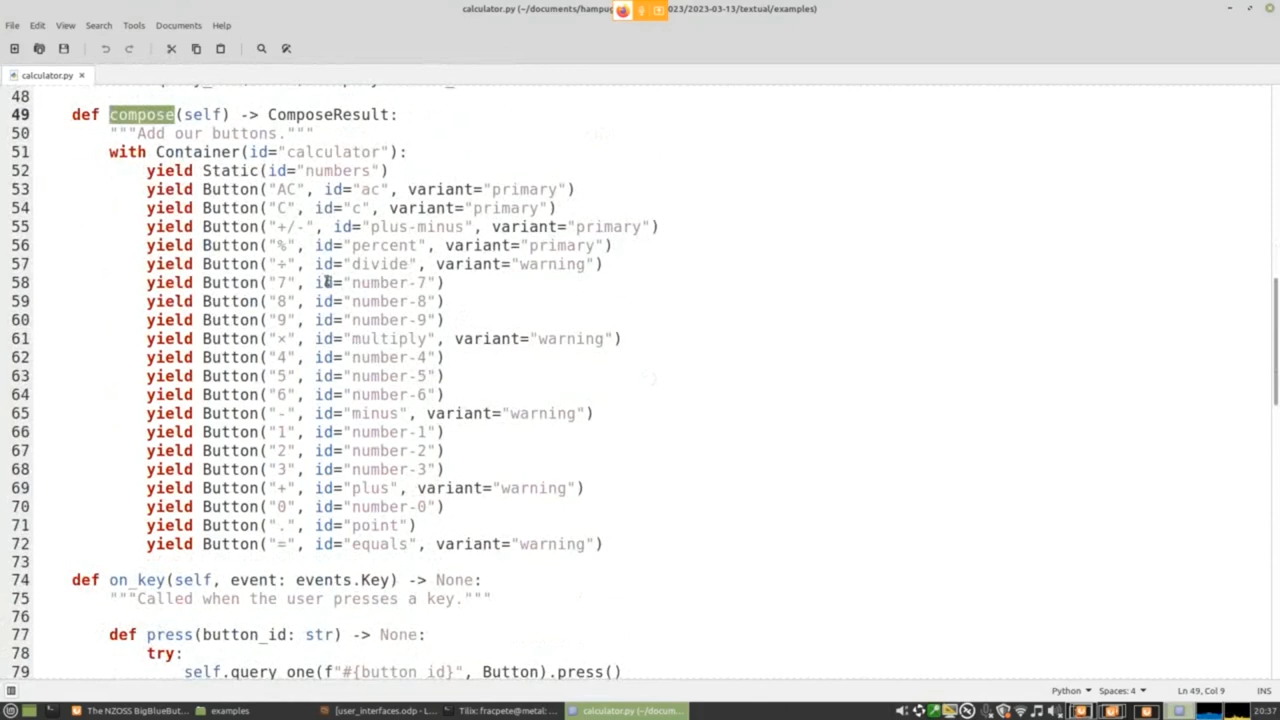 calculator.py (~/documents/hampug 023/2023-03-13/textual/examples)
File Edit View Search Tools Documents Help
calculator.py ×
48
49 def compose(self) -> ComposeResult:
50 """Add our buttons."""
51 with Container(id="calculator"):
52 yield Static(id="numbers")
53 yield Button("AC", id="ac", variant="primary")
54 yield Button("C", id="c", variant="primary")
55 yield Button("+/-", id="plus-minus", variant="primary")
56 yield Button("%", id="percent", variant="primary")
57 yield Button("÷", id="divide", variant="warning")
58 yield Button("7", id="number-7")
59 yield Button("8", id="number-8")
60 yield Button("9", id="number-9")
61 yield Button("×", id="multiply", variant="warning")
62 yield Button("4", id="number-4")
63 yield Button("5", id="number-5")
64 yield Button("6", id="number-6")
65 yield Button("-", id="minus", variant="warning")
66 yield Button("1", id="number-1")
67 yield Button("2", id="number-2")
68 yield Button("3", id="number-3")
69 yield Button("+", id="plus", variant="warning")
70 yield Button("0", id="number-0")
71 yield Button(".", id="point")
72 yield Button("=", id="equals", variant="warning")
73
74 def on_key(self, event: events.Key) -> None:
75 """Called when the user presses a key."""
76
77 def press(button_id: str) -> None:
78 try:
79 self.query_one(f"#{button_id}", Button).press()
Python Spaces: 4 Ln 49, Col 9 INS
The NZOSS BigBlueBut... examples [user_interfaces.odp - L... Tilix: fracpete@metal:... calculator.py (~/docum... 20:37